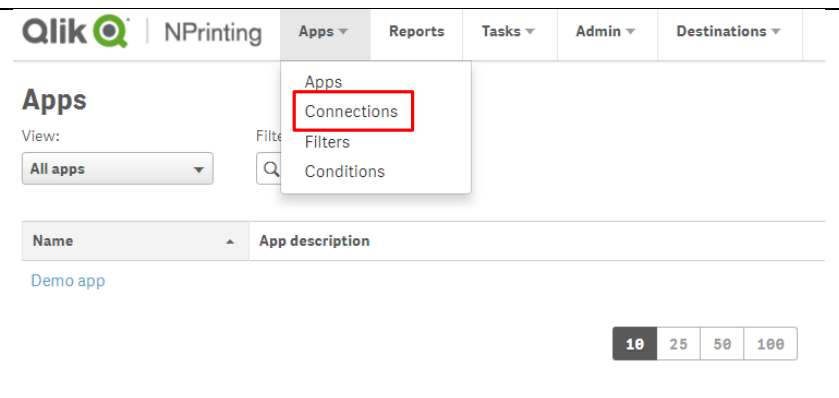 Qlik NPrinting Apps Reports Tasks Admin Destinations
Apps
Connections
Filters
Conditions
Apps
View: Filte
All apps
Name App description
Demo app
10 25 50 100